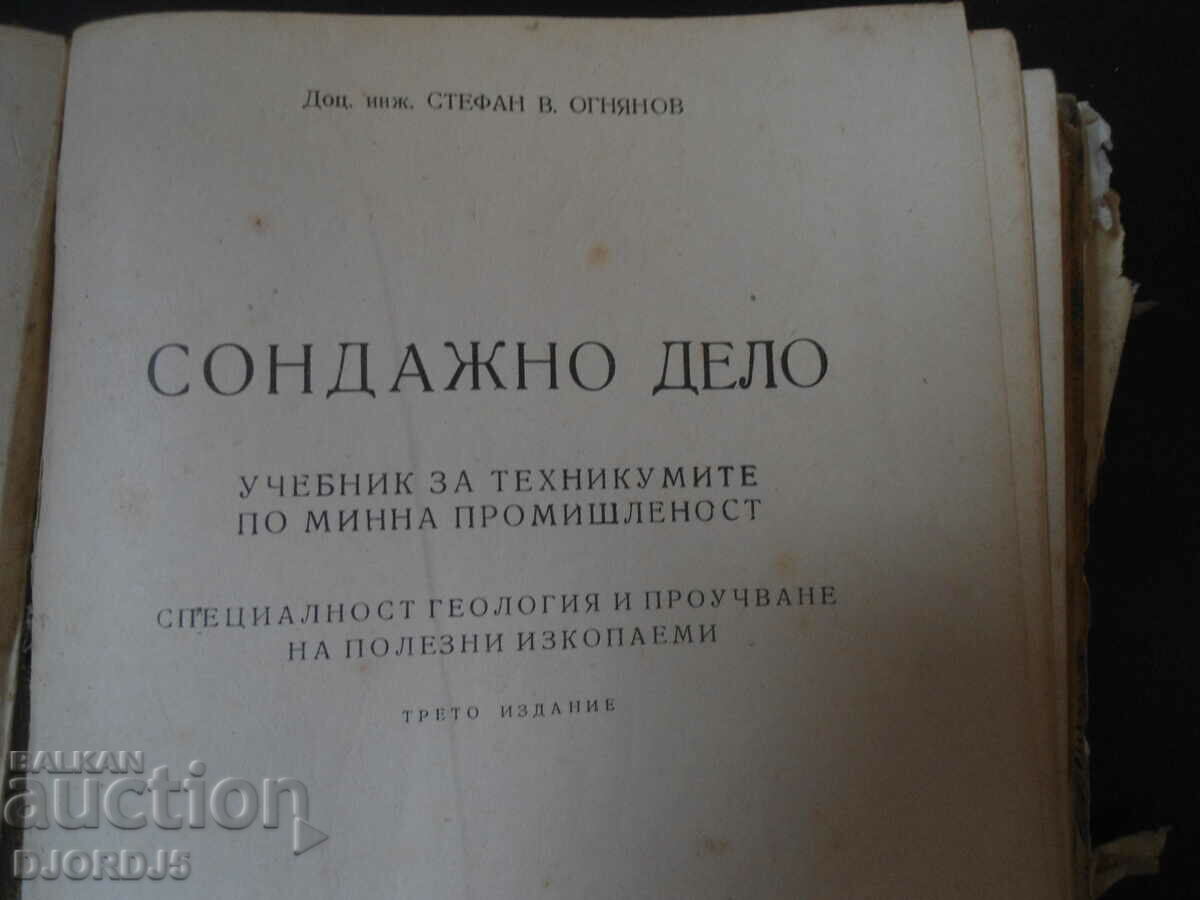 Доц. инж. СТЕФАН В. ОГНЯНОВ
СОНДАЖНО ДЕЛО
УЧЕБНИК ЗА ТЕХНИКУМИТЕ
ПО МИННА ПРОМИШЛЕНОСТ
СПЕЦИАЛНОСТ ГЕОЛОГИЯ И ПРОУЧВАНЕ
НА ПОЛЕЗНИ ИЗКОПАЕМИ
ТРЕТО ИЗДАНИЕ
BALKAN
auction
DJORDJ5